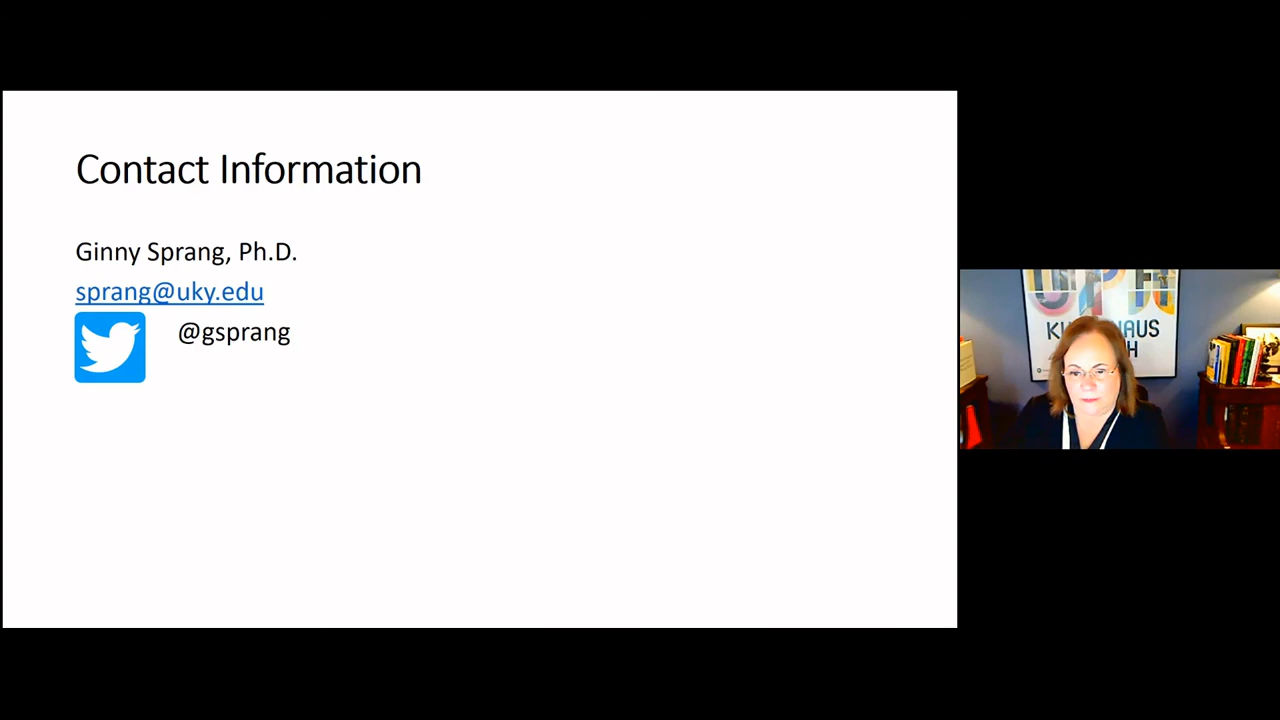 Contact Information
Ginny Sprang, Ph.D.
sprang@uky.edu
@gsprang